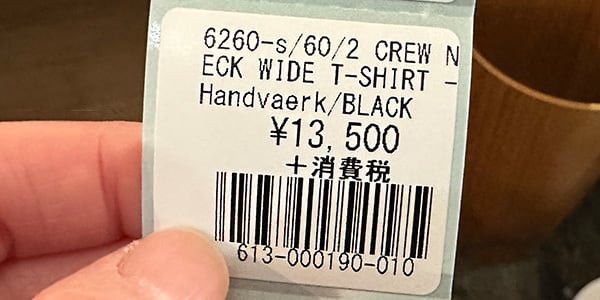 6260-s/60/2 CREW N
ECK WIDE T-SHIRT -
Handvaerk/BLACK
¥13,500
+消費税
613-000190-010